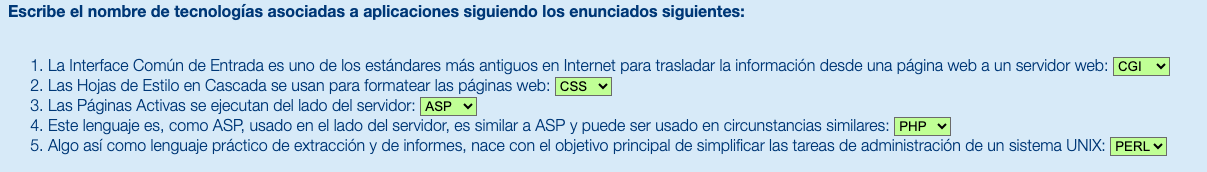 Escribe el nombre de tecnologías asociadas a aplicaciones siguiendo los enunciados siguientes:
1. La Interface Común de Entrada es uno de los estándares más antiguos en Internet para trasladar la información desde una página web a un servidor web: CGI
2. Las Hojas de Estilo en Cascada se usan para formatear las páginas web: CSS
3. Las Páginas Activas se ejecutan del lado del servidor: ASP
4. Este lenguaje es, como ASP, usado en el lado del servidor, es similar a ASP y puede ser usado en circunstancias similares: PHP
5. Algo así como lenguaje práctico de extracción y de informes, nace con el objetivo principal de simplificar las tareas de administración de un sistema UNIX: PERL